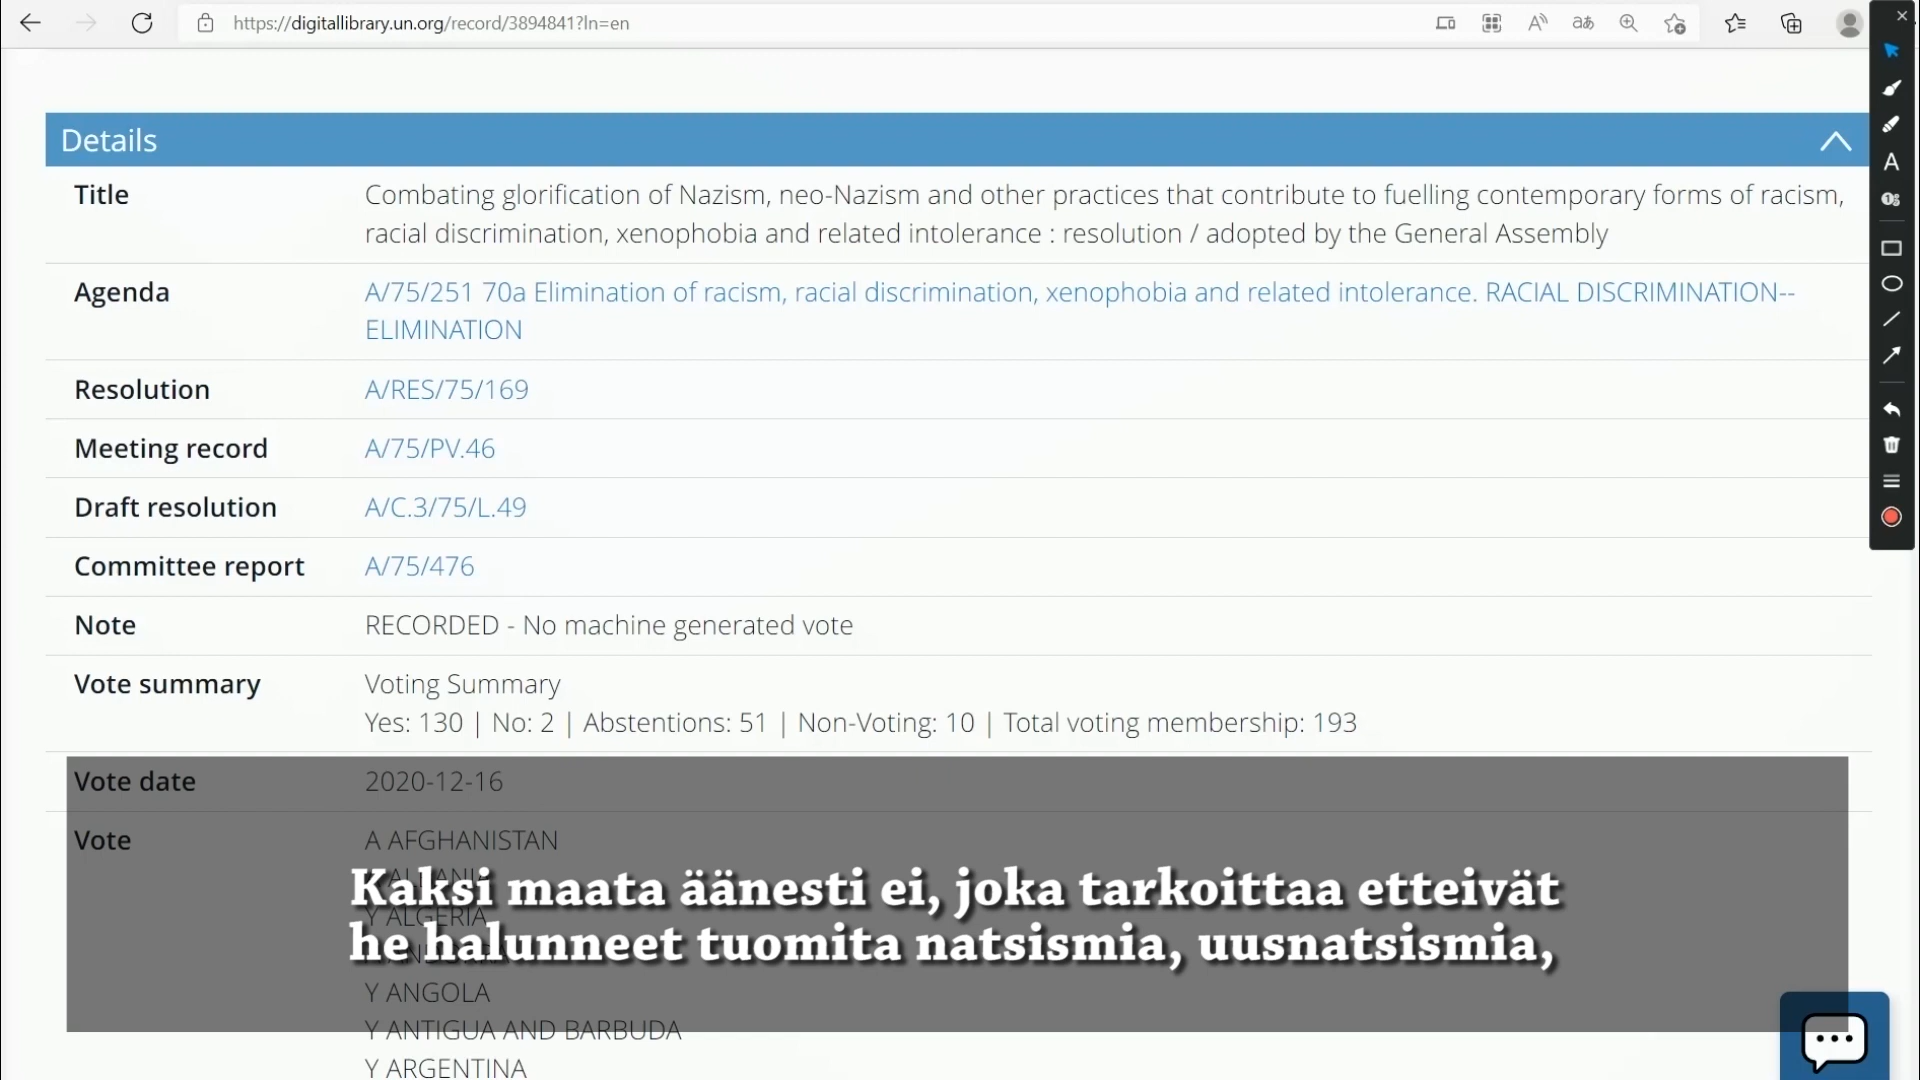 https://digitallibrary.un.org/record/3894841?ln=en
Details
Title
Combating glorification of Nazism, neo-Nazism and other practices that contribute to fuelling contemporary forms of racism,
racial discrimination, xenophobia and related intolerance : resolution / adopted by the General Assembly
Agenda
A/75/251 70a Elimination of racism, racial discrimination, xenophobia and related intolerance. RACIAL DISCRIMINATION--
ELIMINATION
Resolution
A/RES/75/169
Meeting record
A/75/PV.46
Draft resolution
A/C.3/75/L.49
Committee report
A/75/476
Note
RECORDED - No machine generated vote
Vote summary
Voting Summary
Yes: 130 | No: 2 | Abstentions: 51 | Non-Voting: 10 | Total voting membership: 193
Vote date
2020-12-16
Vote
A AFGHANISTAN
Kaksi maata äänesti ei, joka tarkoittaa etteivät
Y ALGERIA
he halunneet tuomita natsismia, uusnatsismia,
Y ANGOLA
Y ANTIGUA AND BARBUDA
Y ARGENTINA